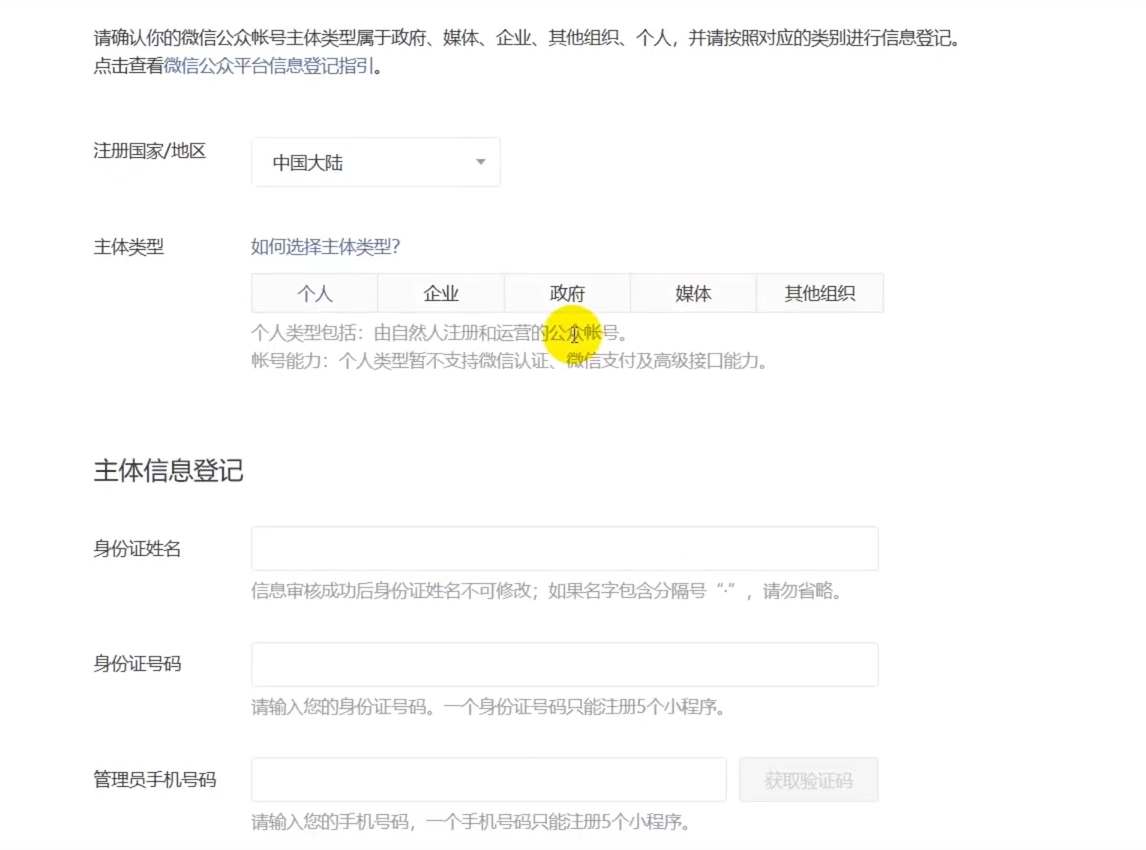 请确认你的微信公众帐号主体类型属于政府、媒体、企业、其他组织、个人，并请按照对应的类别进行信息登记。
点击查看微信公众平台信息登记指引。
注册国家/地区
中国大陆
主体类型
如何选择主体类型?
个人
企业
政府
媒体
其他组织
个人类型包括：由自然人注册和运营的公众帐号。
帐号能力：个人类型暂不支持微信认证、微信支付及高级接口能力。
主体信息登记
身份证姓名
信息审核成功后身份证姓名不可修改；如果名字包含分隔号“·”，请勿省略。
身份证号码
请输入您的身份证号码。一个身份证号码只能注册5个小程序。
管理员手机号码
获取验证码
请输入您的手机号码，一个手机号码只能注册5个小程序。